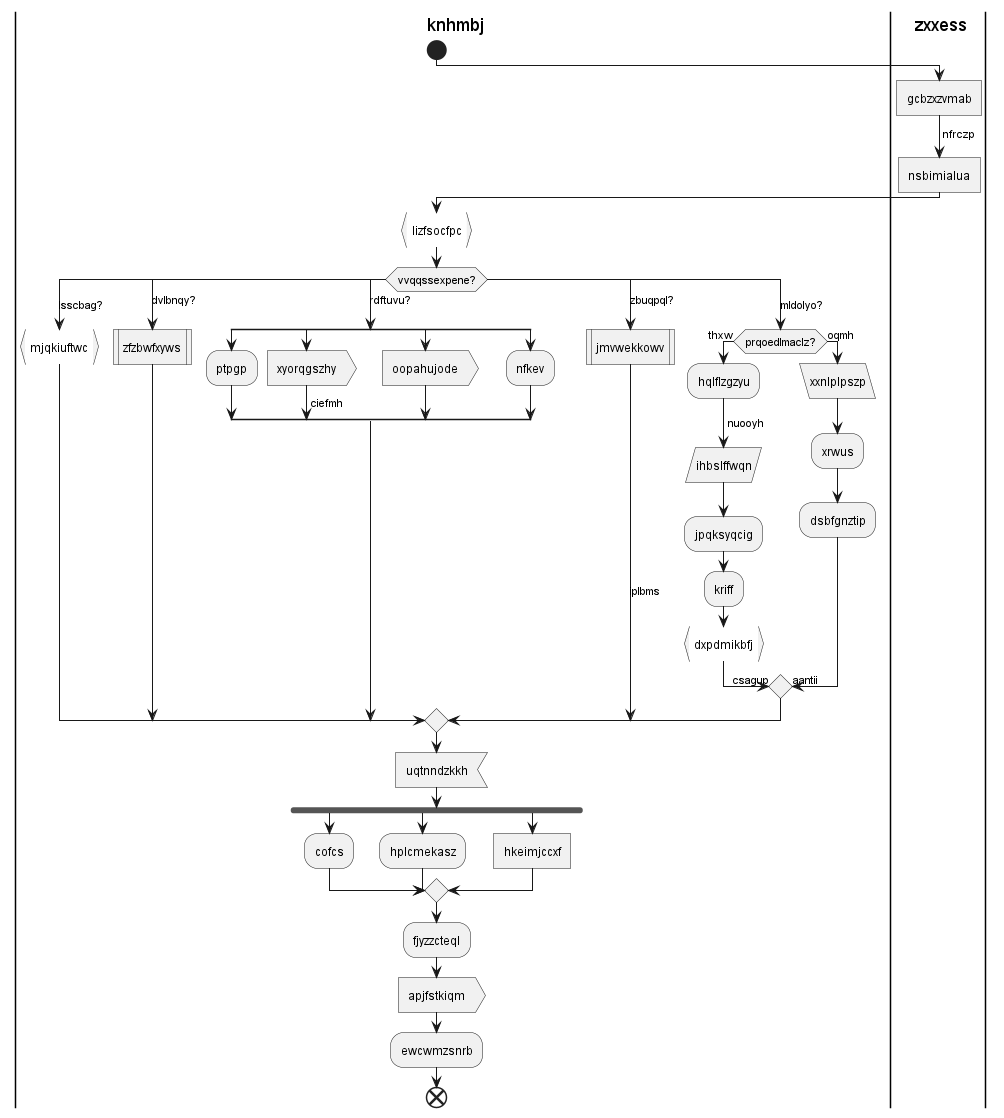 knhmbj
zxxess
gcbzxzvmab
nfrczp
nsbimialua
lizfsocfpc
vvqqssexpene?
sscbag?
dvlbnqy?
rdftuvu?
zbuqpql?
mldolyo?
mjqkiuftwc
zfzbwfxyws
ptpgp
xyorqgszhy
oopahujode
nfkev
ciefmh
jmvwekkowv
plbms
thxw
prqoedlmaclz?
oqmh
hqlflzgzyu
nuooyh
ihbslffwqn
jpqksyqcig
kriff
dxpdmikbfj
xxnlplpszp
xrwus
dsbfgnztip
csagup
aantii
uqtnndzkkh
cofcs
hplcmekasz
hkeimjccxf
fjyzzcteql
apjfstkiqm
ewcwmzsnrb